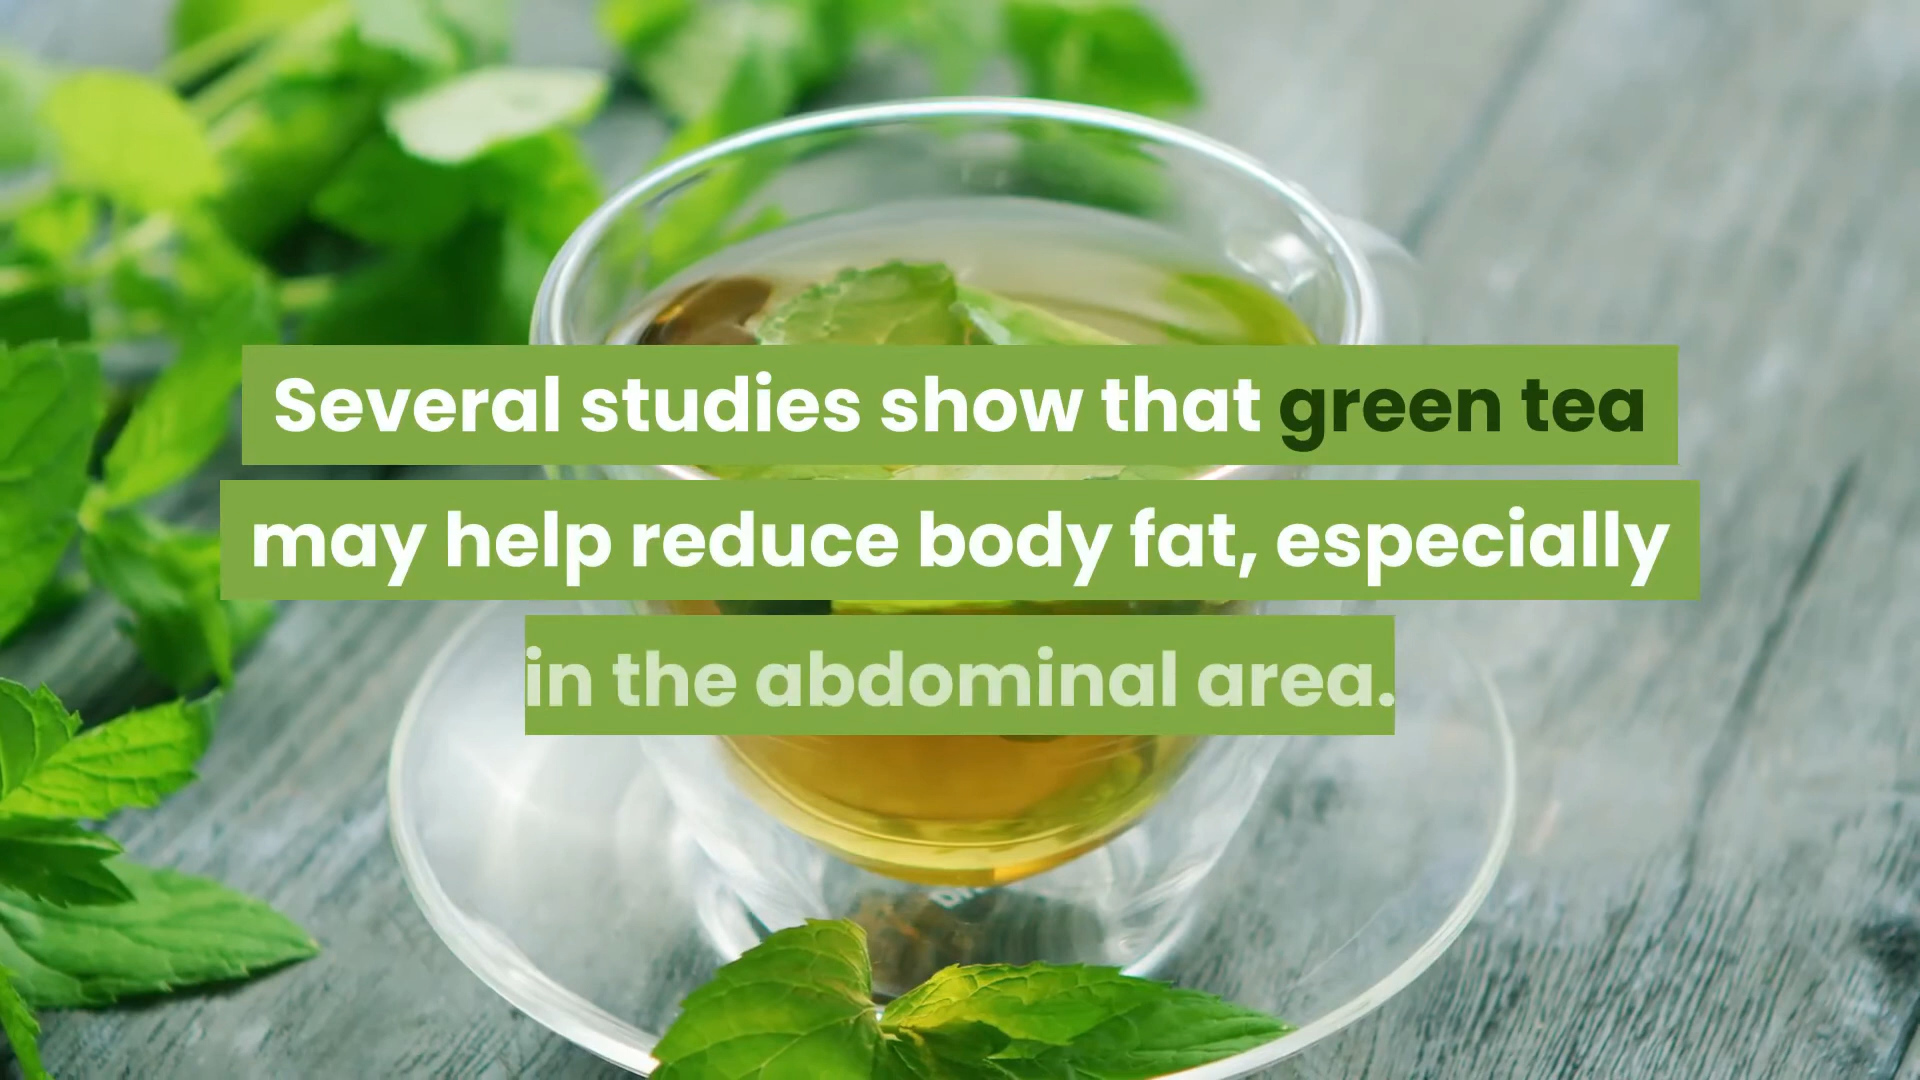 Several studies show that green tea
may help reduce body fat, especially
in the abdominal area.